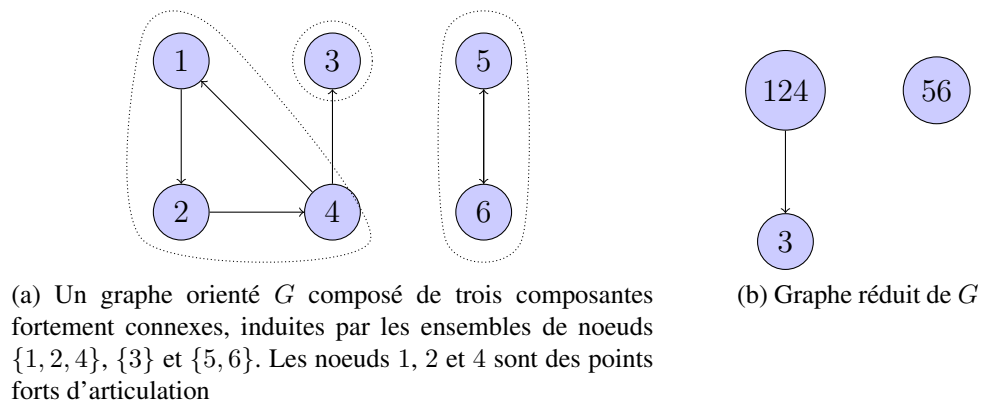 1
3
5
2
4
6
124
56
3
(a) Un graphe orienté G composé de trois composantes
fortement connexes, induites par les ensembles de noeuds
{1, 2, 4}, {3} et {5, 6}. Les noeuds 1, 2 et 4 sont des points
forts d'articulation
(b) Graphe réduit de G